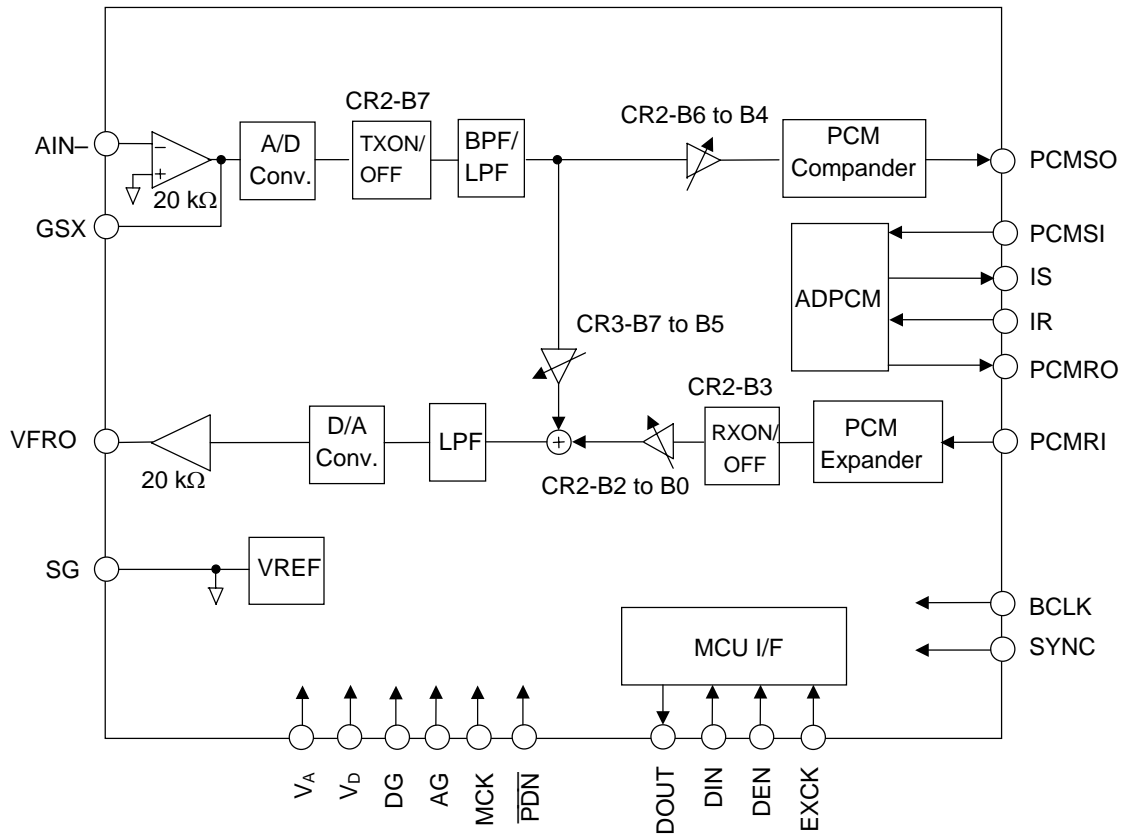 CR2-B7
CR2-B6 to B4
AIN–
–
+
20 kΩ
A/D
Conv.
TXON/
OFF
BPF/
LPF
PCM
Compander
PCMSO
GSX
PCMSI
ADPCM
IS
IR
PCMRO
CR3-B7 to B5
CR2-B3
VFRO
20 kΩ
D/A
Conv.
LPF
+
CR2-B2 to B0
RXON/
OFF
PCM
Expander
PCMRI
SG
VREF
BCLK
SYNC
MCU I/F
VA
VD
DG
AG
MCK
PDN
DOUT
DIN
DEN
EXCK